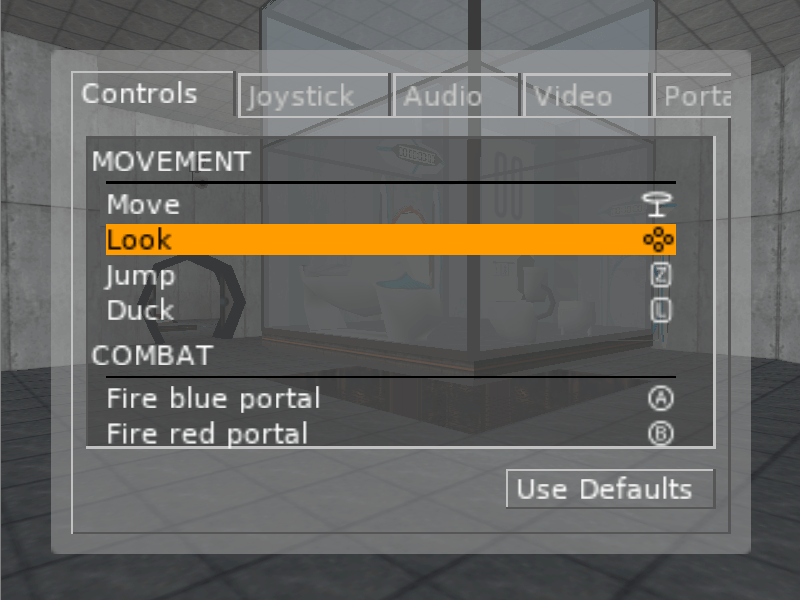 Controls Joystick Audio Video Porta
MOVEMENT
Move
Look
Jump Z
Duck L
COMBAT
Fire blue portal A
Fire red portal B
Use Defaults